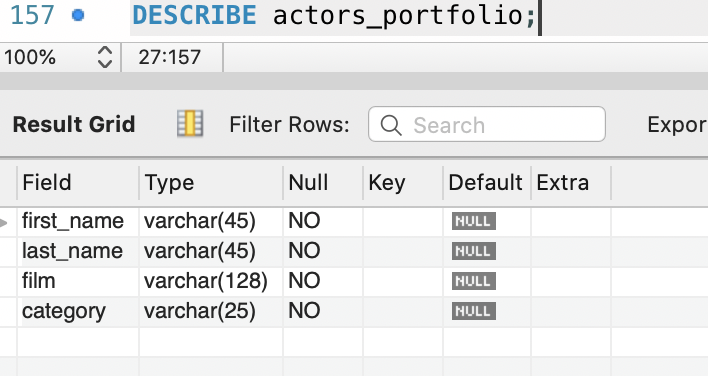 157 DESCRIBE actors_portfolio;
100% 27:157
Result Grid Filter Rows: Search Expor
Field Type Null Key Default Extra
first_name varchar(45) NO NULL
last_name varchar(45) NO NULL
film varchar(128) NO NULL
category varchar(25) NO NULL